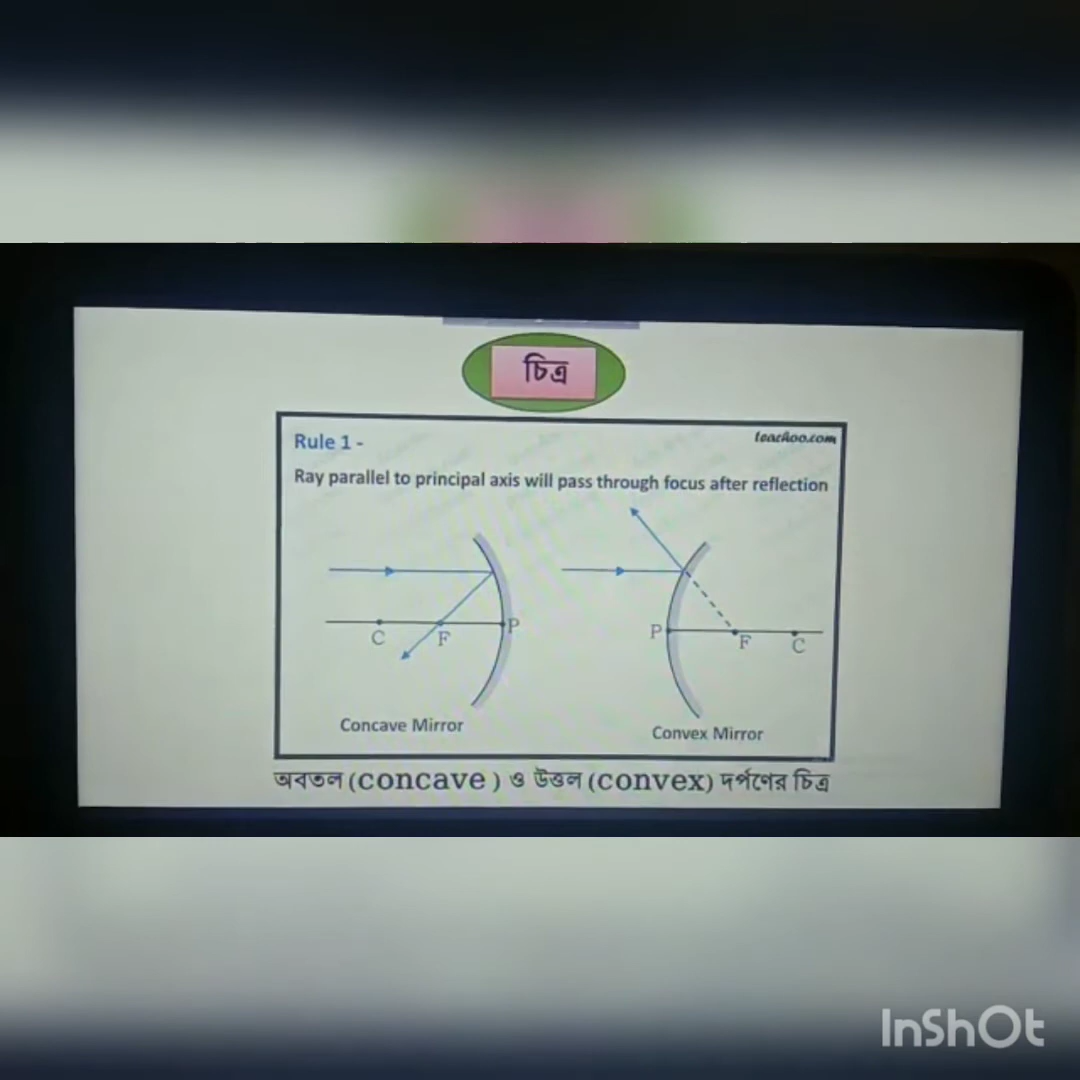 চিত্র
Rule 1 -
teachoo.com
Ray parallel to principal axis will pass through focus after reflection
C
F
P
P
F
C
Concave Mirror
Convex Mirror
অবতল (concave ) ও উত্তল (convex) দর্পণের চিত্র
InShOt